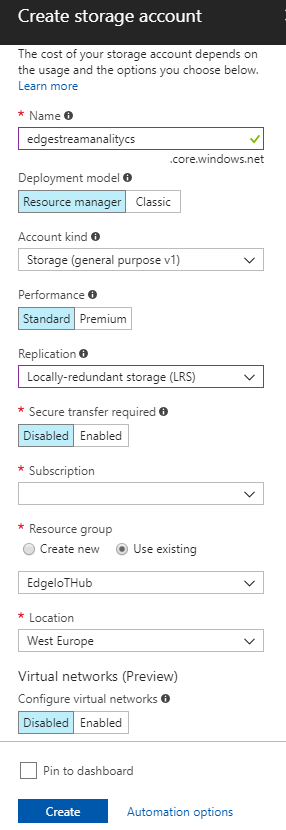 Create storage account
The cost of your storage account depends on
the usage and the options you choose below.
Learn more
* Name
edgestreamanalitycs
.core.windows.net
Deployment model
Resource manager Classic
Account kind
Storage (general purpose v1)
Performance
Standard Premium
Replication
Locally-redundant storage (LRS)
* Secure transfer required
Disabled Enabled
* Subscription
* Resource group
Create new Use existing
EdgeIoTHub
* Location
West Europe
Virtual networks (Preview)
Configure virtual networks
Disabled Enabled
Pin to dashboard
Create Automation options